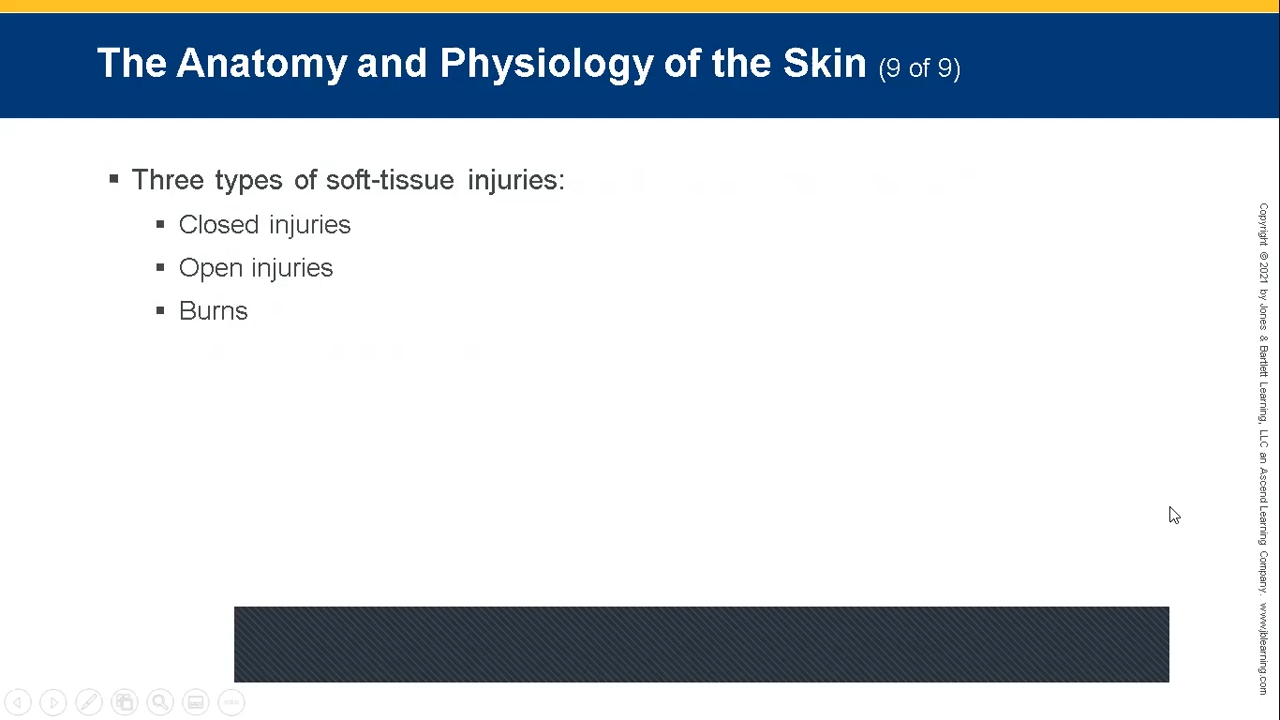 The Anatomy and Physiology of the Skin (9 of 9)
Three types of soft-tissue injuries:
Closed injuries
Open injuries
Burns
Copyright © 2021 by Jones & Bartlett Learning, LLC an Ascend Learning Company. www.jblearning.com